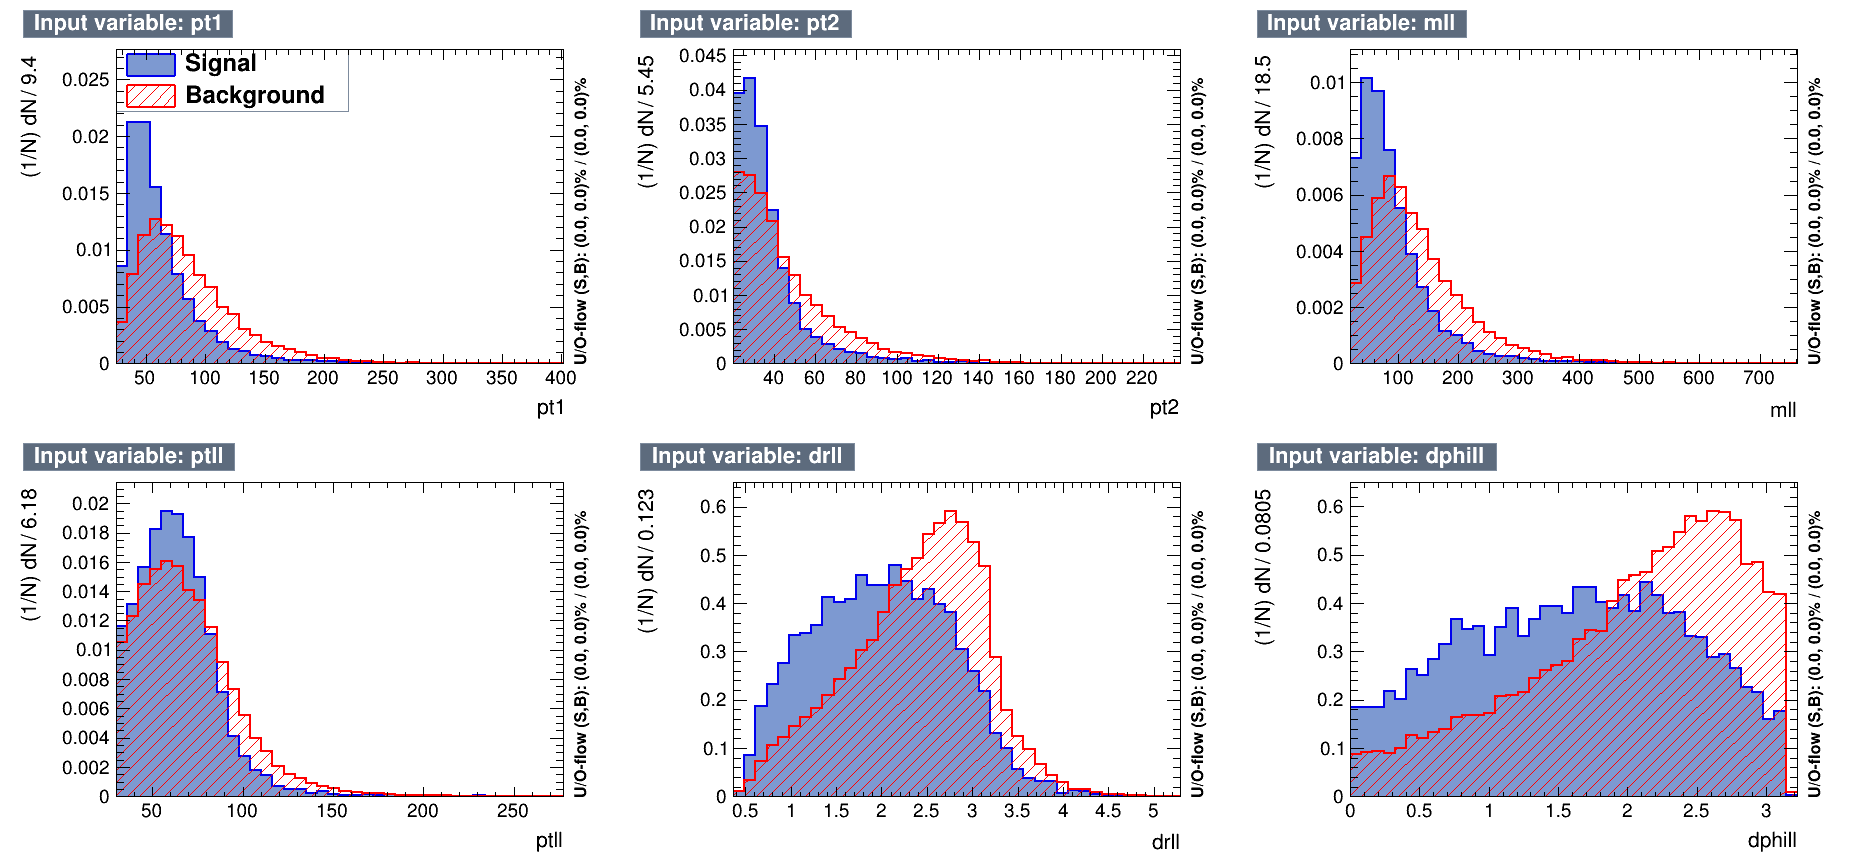 Input variable: pt1
(1/N) dN / 9.4
0.025
0.02
0.015
0.01
0.005
0
Signal
Background
50 100 150 200 250 300 350 400
pt1
U/O-flow (S,B): (0.0, 0.0)% / (0.0, 0.0)%
Input variable: pt2
(1/N) dN / 5.45
0.045
0.04
0.035
0.03
0.025
0.02
0.015
0.01
0.005
0
40 60 80 100 120 140 160 180 200 220
pt2
U/O-flow (S,B): (0.0, 0.0)% / (0.0, 0.0)%
Input variable: mll
(1/N) dN / 18.5
0.01
0.008
0.006
0.004
0.002
0
100 200 300 400 500 600 700
mll
U/O-flow (S,B): (0.0, 0.0)% / (0.0, 0.0)%
Input variable: ptll
(1/N) dN / 6.18
0.02
0.018
0.016
0.014
0.012
0.01
0.008
0.006
0.004
0.002
0
50 100 150 200 250
ptll
U/O-flow (S,B): (0.0, 0.0)% / (0.0, 0.0)%
Input variable: drll
(1/N) dN / 0.123
0.6
0.5
0.4
0.3
0.2
0.1
0
0.5 1 1.5 2 2.5 3 3.5 4 4.5 5
drll
U/O-flow (S,B): (0.0, 0.0)% / (0.0, 0.0)%
Input variable: dphill
(1/N) dN / 0.0805
0.6
0.5
0.4
0.3
0.2
0.1
0
0 0.5 1 1.5 2 2.5 3
dphill
U/O-flow (S,B): (0.0, 0.0)% / (0.0, 0.0)%